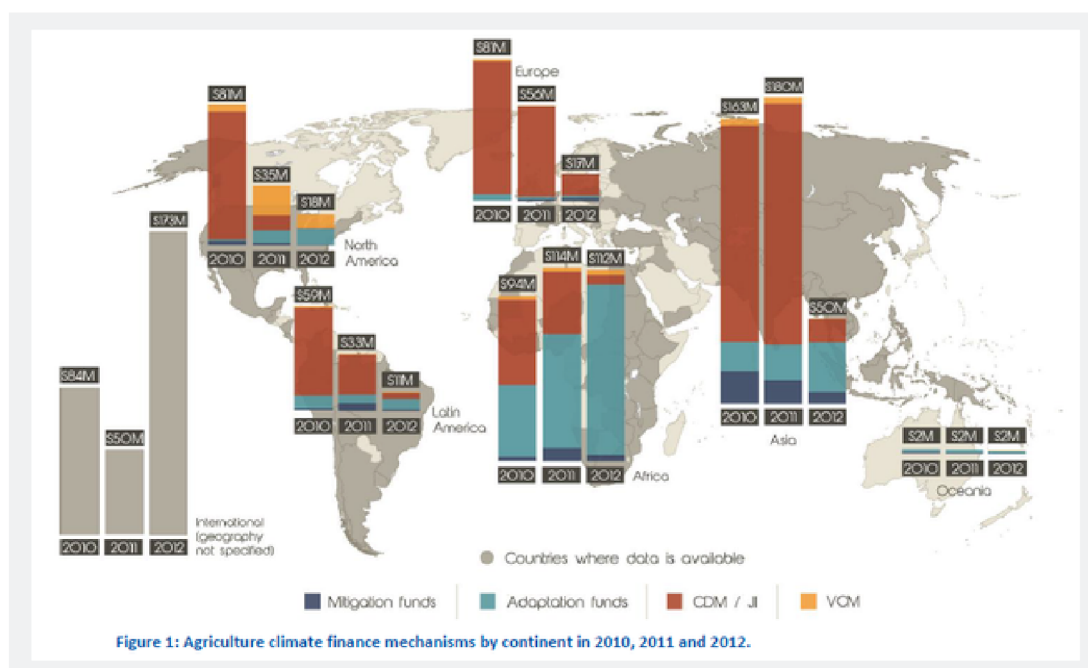 $81M
Europe
$81M
$180M
$163M
$56M
$17M
$35M
$18M
2010 2011 2012
2010 2011 2012
North
America
$173M
$114M
$112M
$94M
$59M
$50M
$33M
$84M
$11M
2010 2011 2012
Latin
America
2010 2011 2012
Asia
$2M $2M $2M
2010 2011 2012
Oceania
$50M
2010 2011 2012
Africa
International
(geography
not specified)
2010 2011 2012
Countries where data is available
Mitigation funds
Adaptation funds
CDM / JI
VCM
Figure 1: Agriculture climate finance mechanisms by continent in 2010, 2011 and 2012.